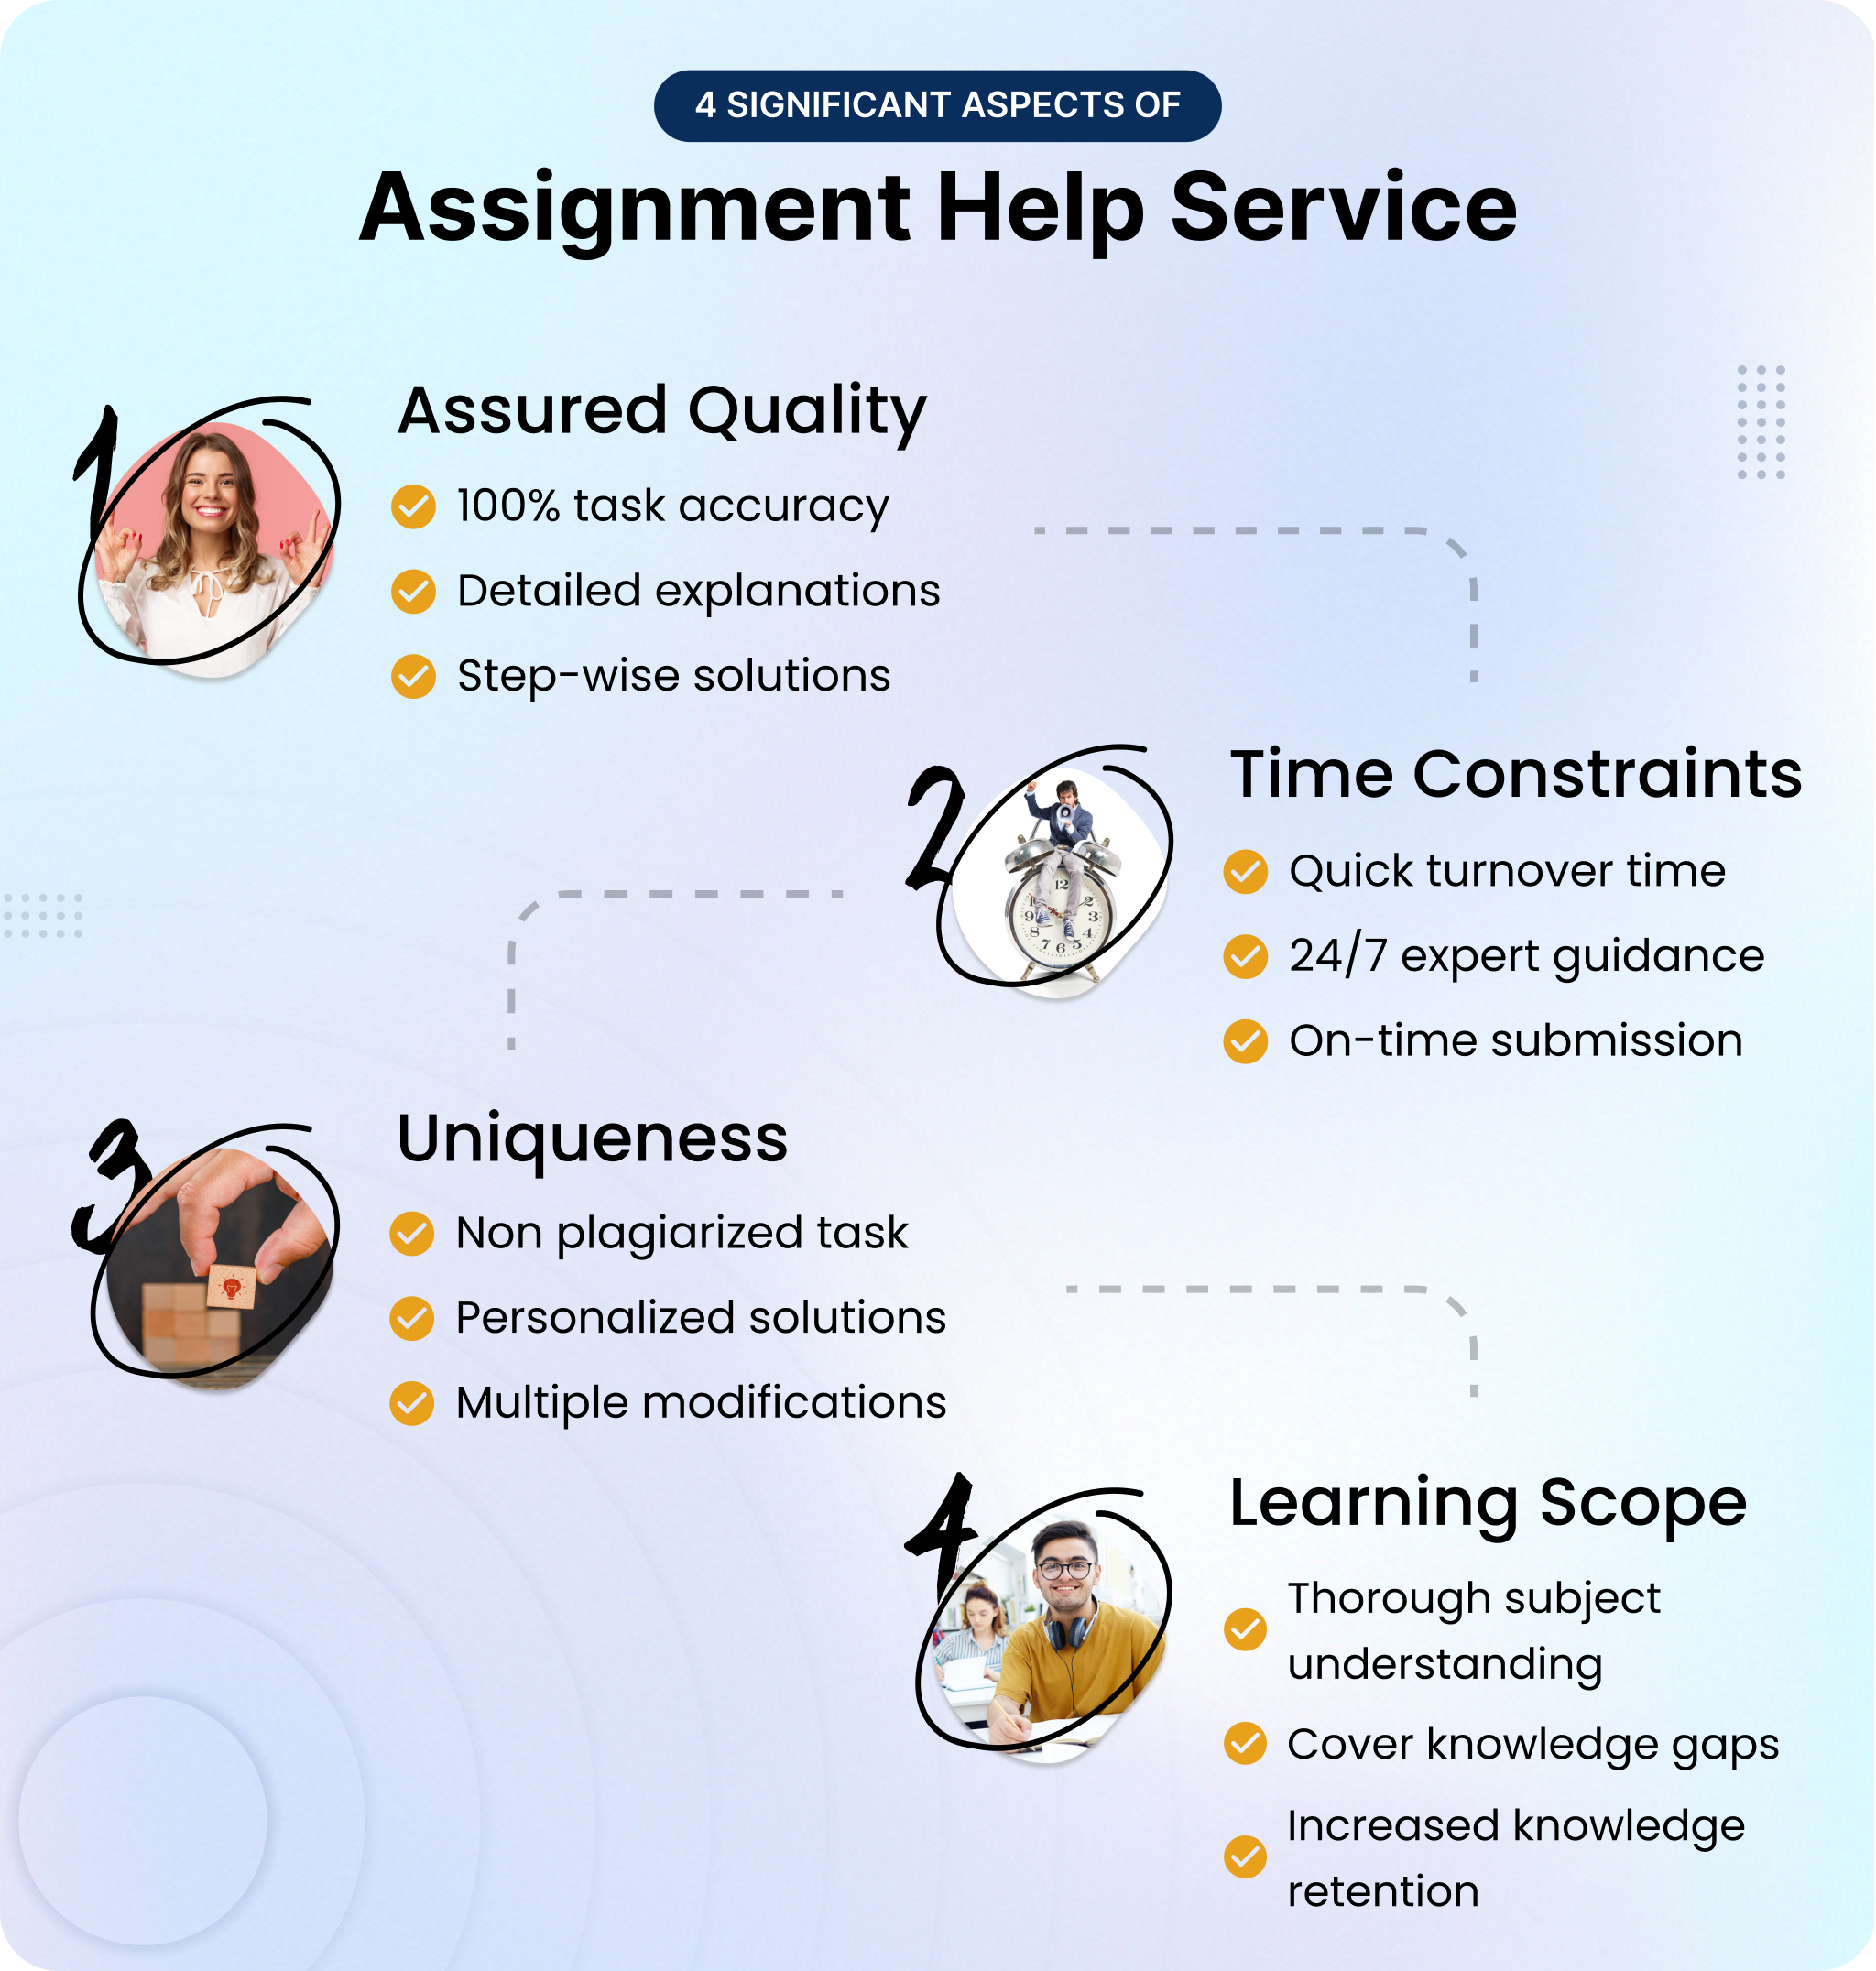 4 SIGNIFICANT ASPECTS OF
Assignment Help Service
1
Assured Quality
100% task accuracy
Detailed explanations
Step-wise solutions
2
Time Constraints
Quick turnover time
24/7 expert guidance
On-time submission
3
Uniqueness
Non plagiarized task
Personalized solutions
Multiple modifications
4
Learning Scope
Thorough subject
understanding
Cover knowledge gaps
Increased knowledge
retention